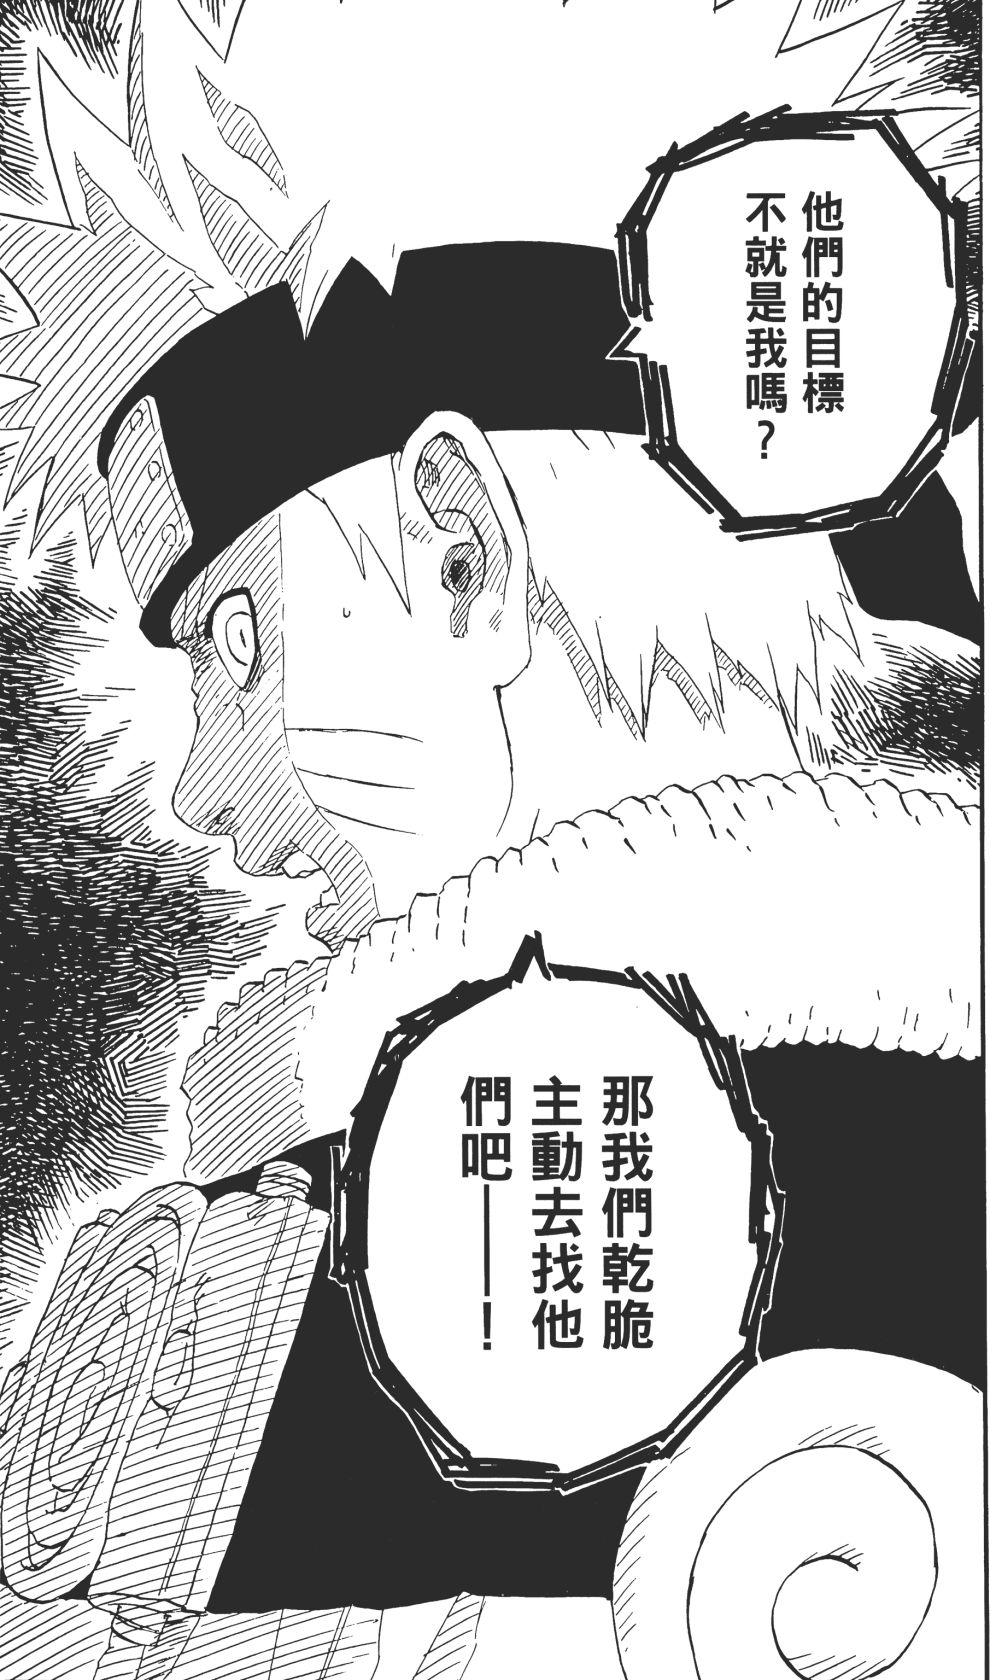 他們的目標
不就是我嗎？
那我們乾脆
主動去找他
們吧——！